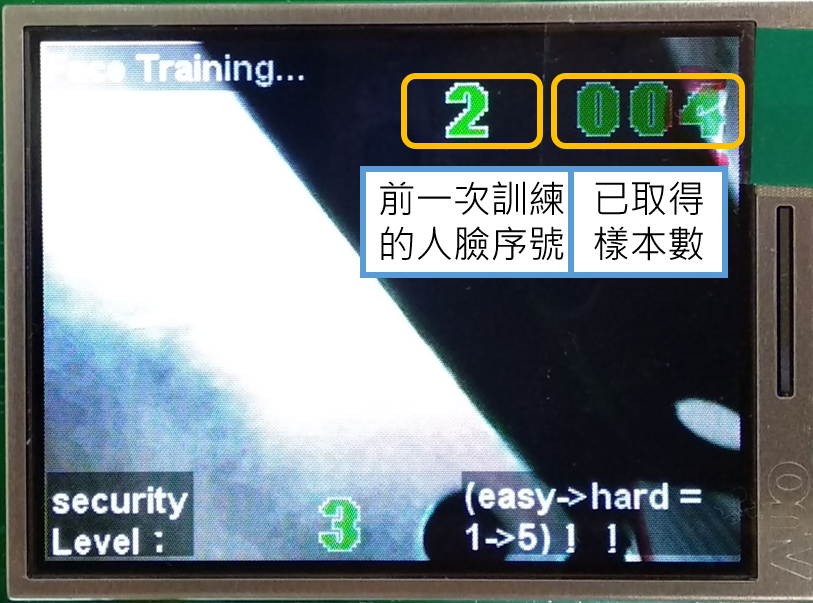 Face Training...
2 004
前一次訓練
的人臉序號
已取得
樣本數
security
Level :
3
(easy->hard =
1->5) ! !